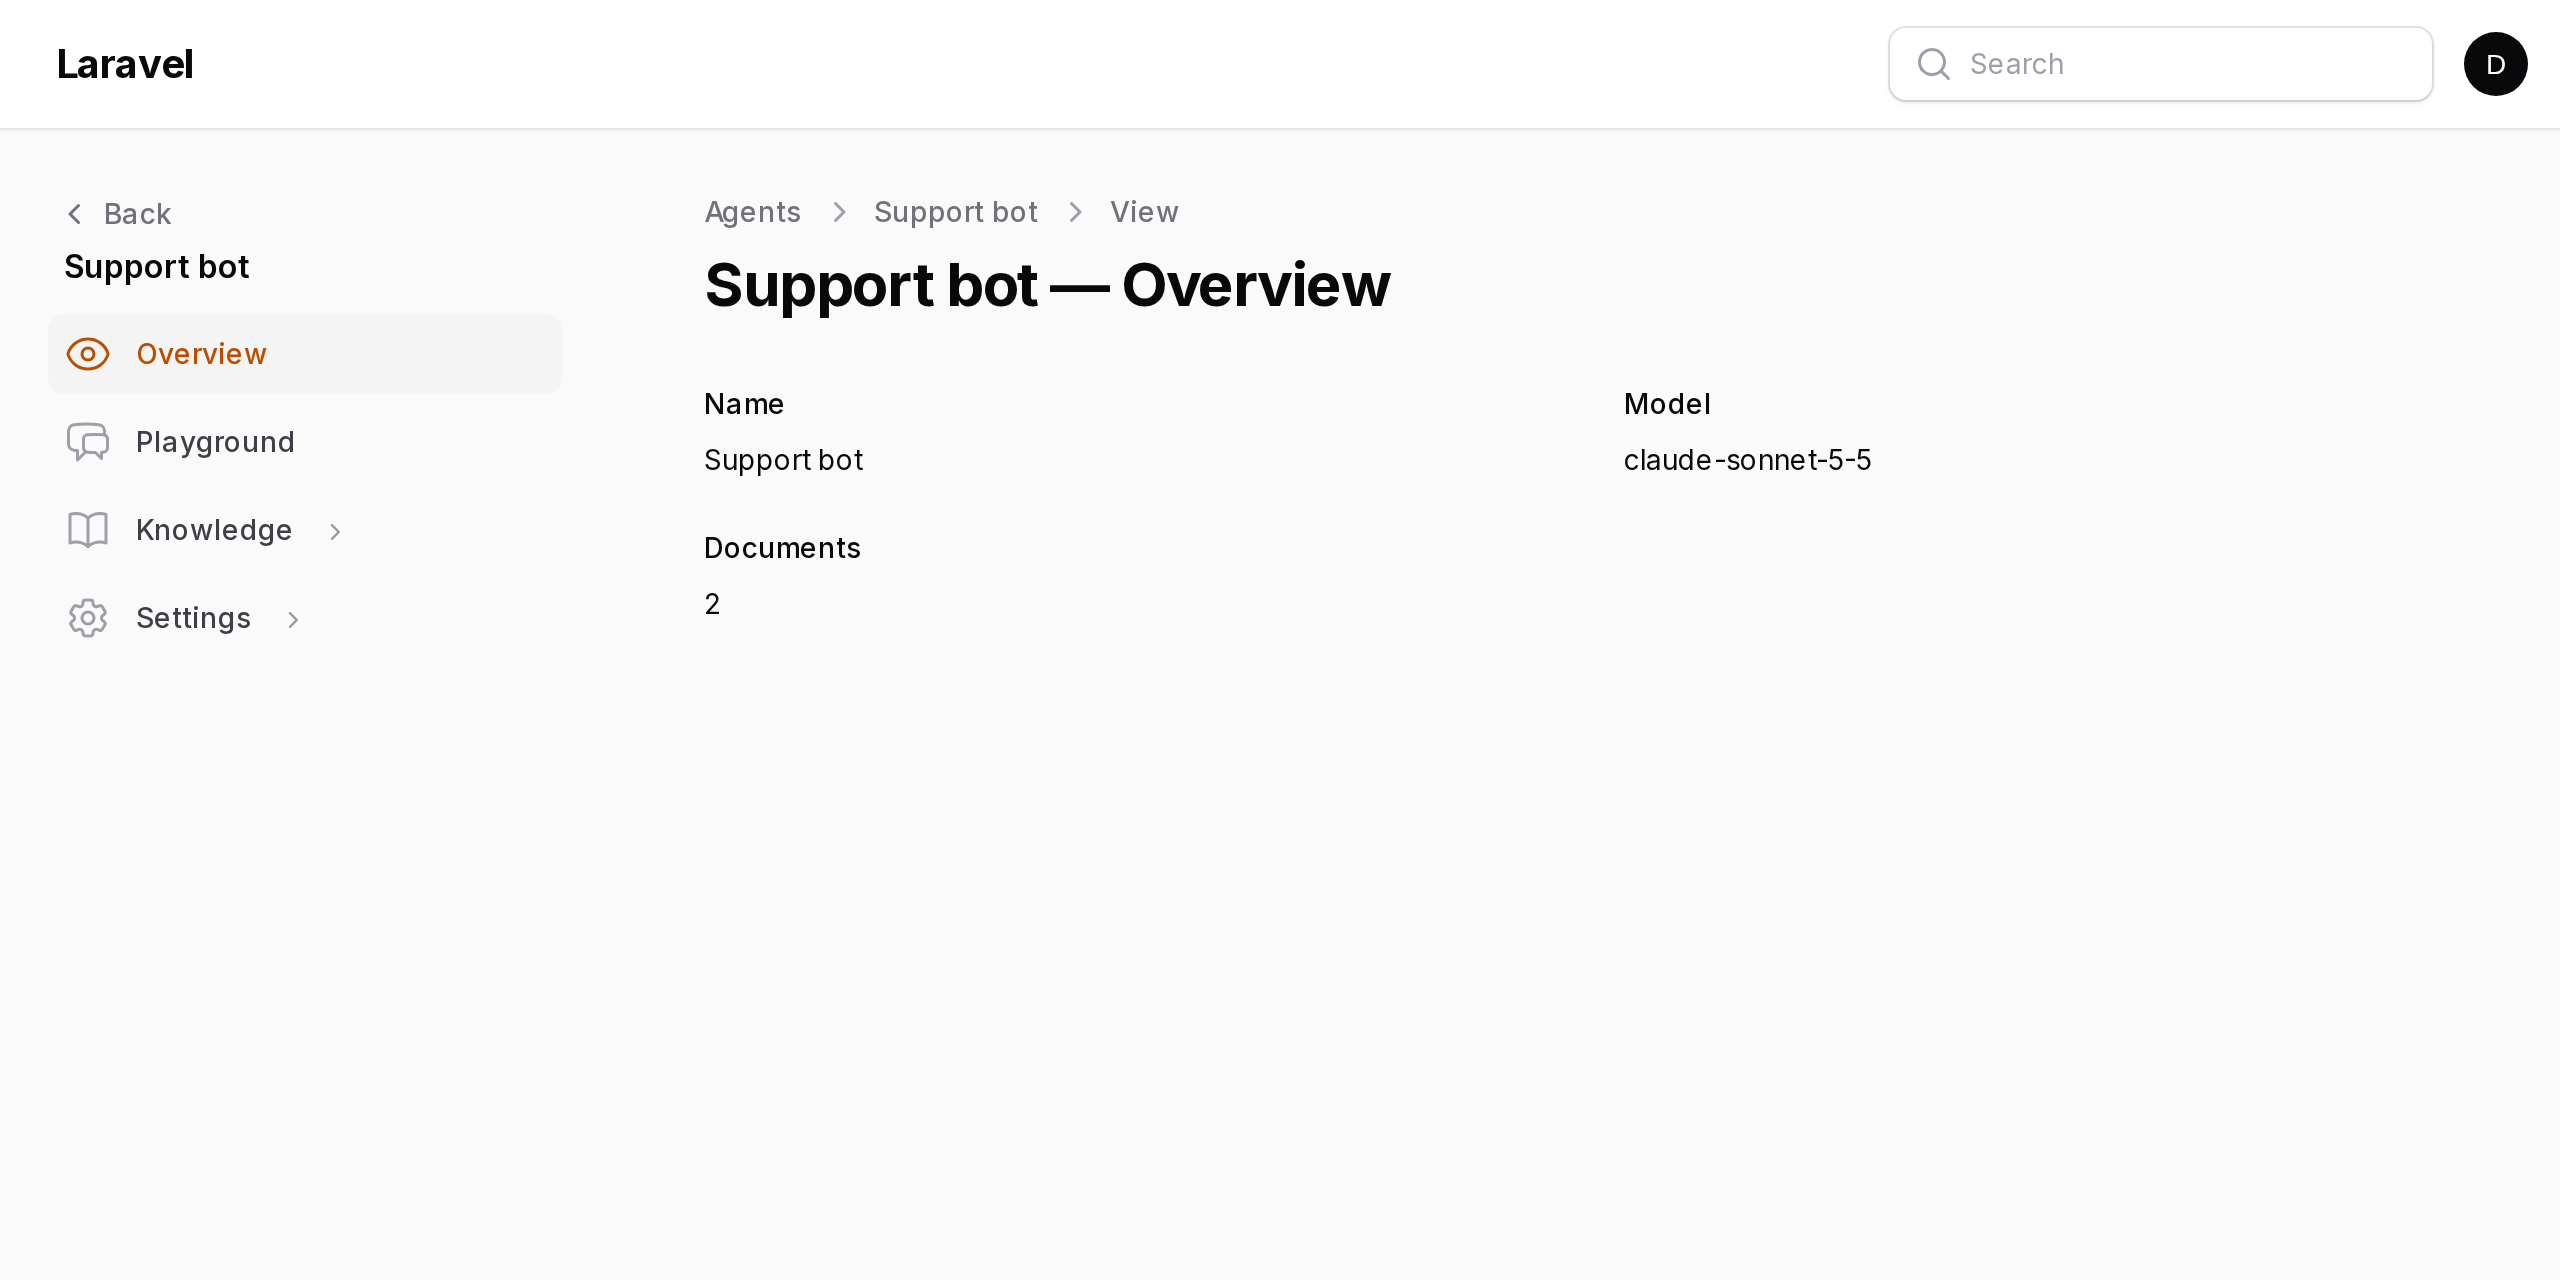 Laravel
Search
D
Back
Support bot
Overview
Playground
Knowledge
Settings
Agents > Support bot > View
Support bot — Overview
Name
Support bot
Model
claude-sonnet-5-5
Documents
2